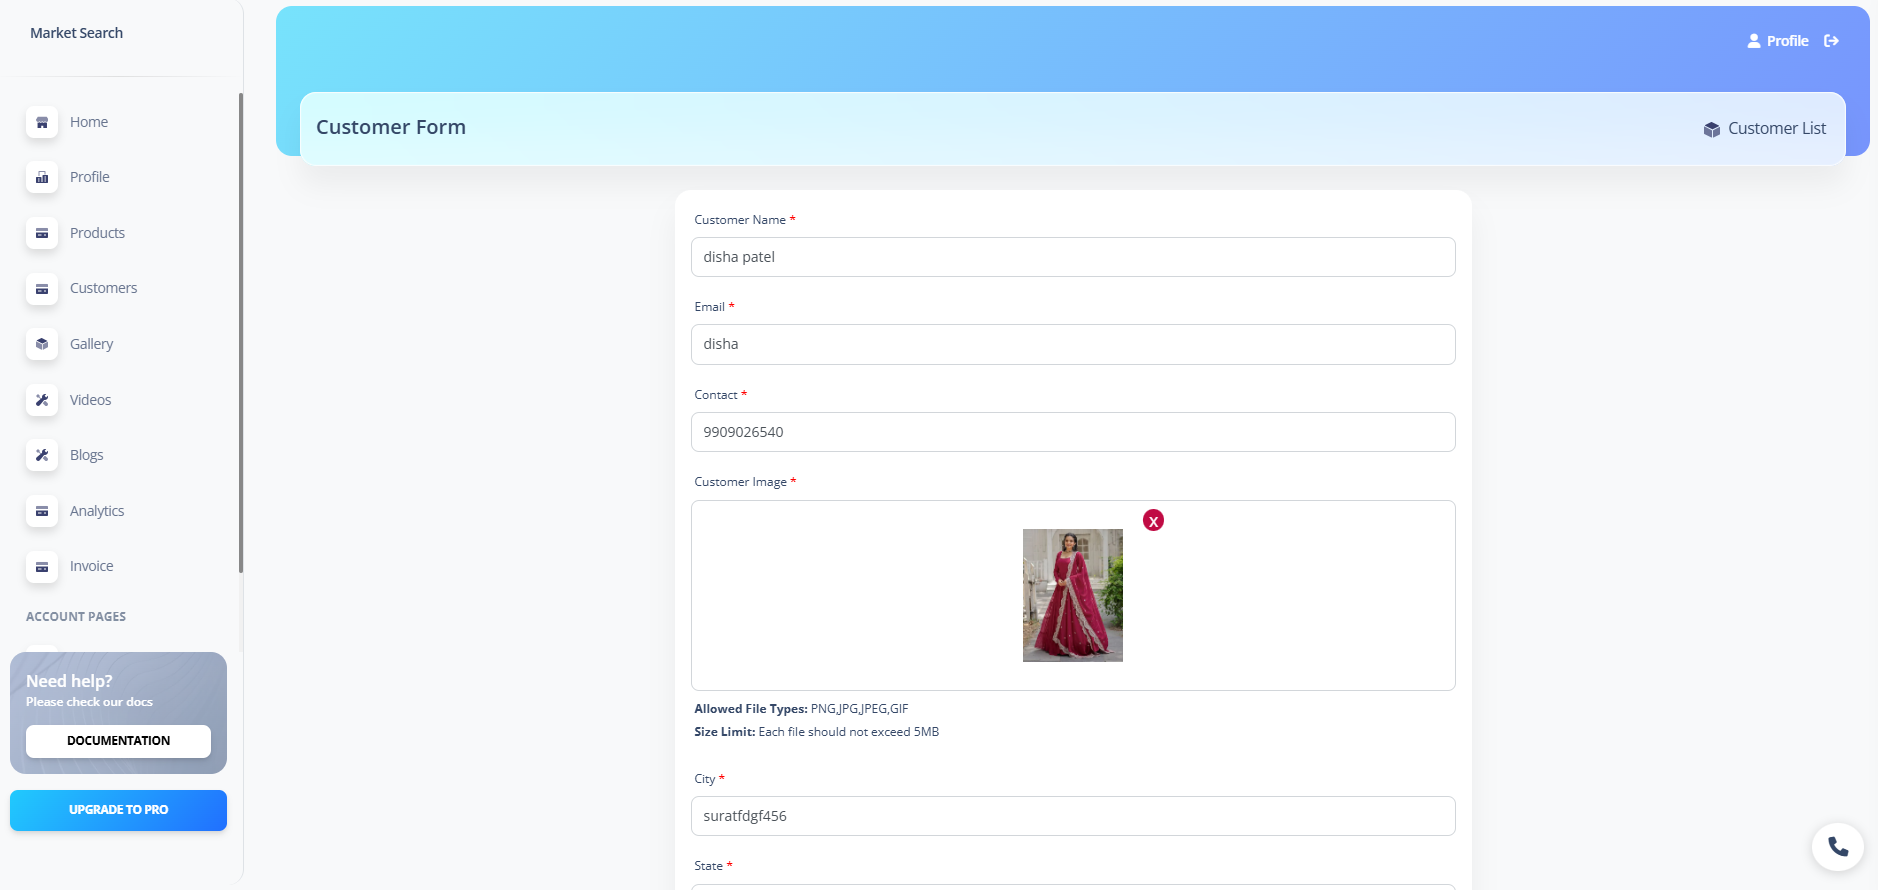 Market Search
Home
Profile
Products
Customers
Gallery
Videos
Blogs
Analytics
Invoice
ACCOUNT PAGES
Need help?
Please check our docs
DOCUMENTATION
UPGRADE TO PRO
Profile
Customer Form
Customer List
Customer Name *
disha patel
Email *
disha
Contact *
9909026540
Customer Image *
X
Allowed File Types: PNG,JPG,JPEG,GIF
Size Limit: Each file should not exceed 5MB
City *
suratfdgf456
State *